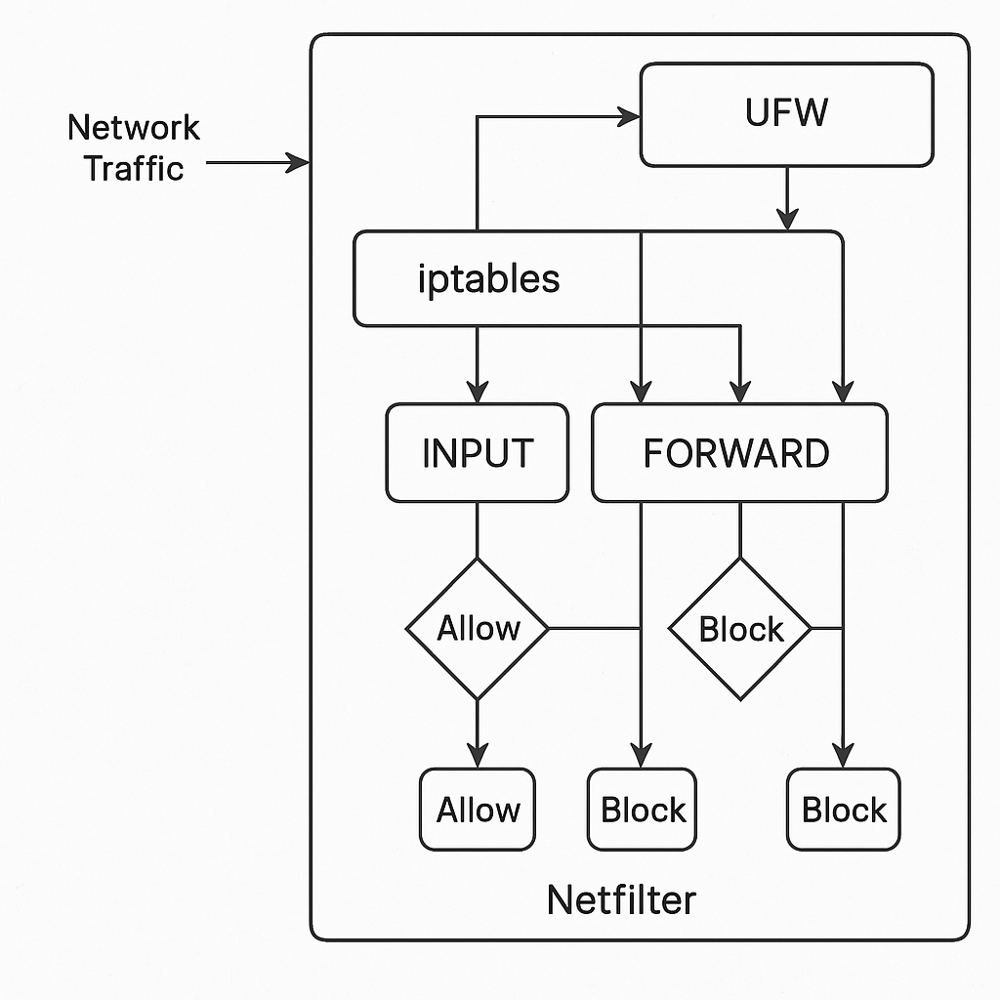 Network
Traffic
UFW
iptables
INPUT
FORWARD
Allow
Block
Allow
Block
Block
Netfilter